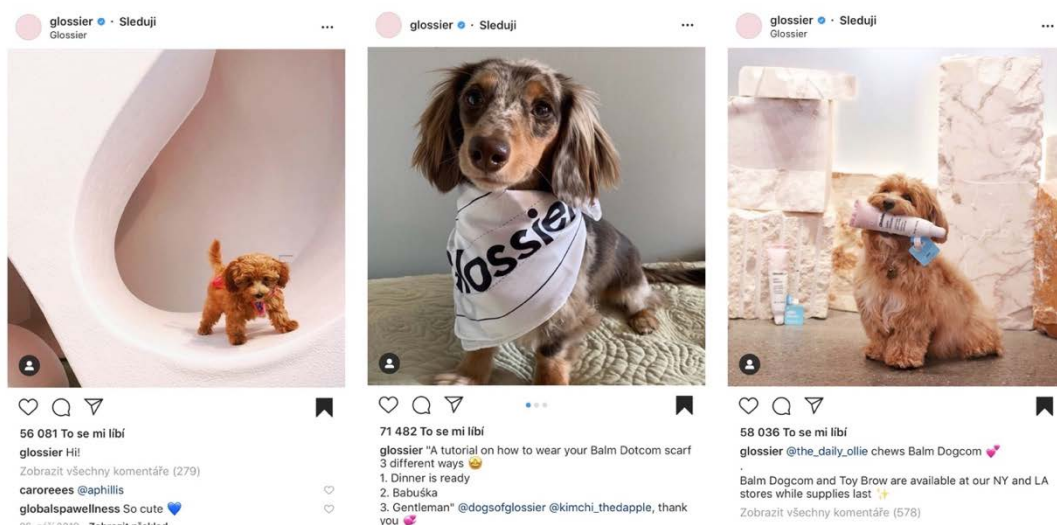 glossier · Sleduji
Glossier
56 081 To se mi líbí
glossier Hi!
Zobrazit všechny komentáře (279)
caroreees @aphillis
globalspawellness So cute 💙
glossier · Sleduji
glossier
71 482 To se mi líbí
glossier "A tutorial on how to wear your Balm Dotcom scarf
3 different ways 🤩
1. Dinner is ready
2. Babuška
3. Gentleman" @dogsofglossier @kimchi_thedapple, thank
you 💞
glossier · Sleduji
Glossier
58 036 To se mi líbí
glossier @the_daily_ollie chews Balm Dogcom 💕
.
Balm Dogcom and Toy Brow are available at our NY and LA
stores while supplies last ✨
Zobrazit všechny komentáře (578)